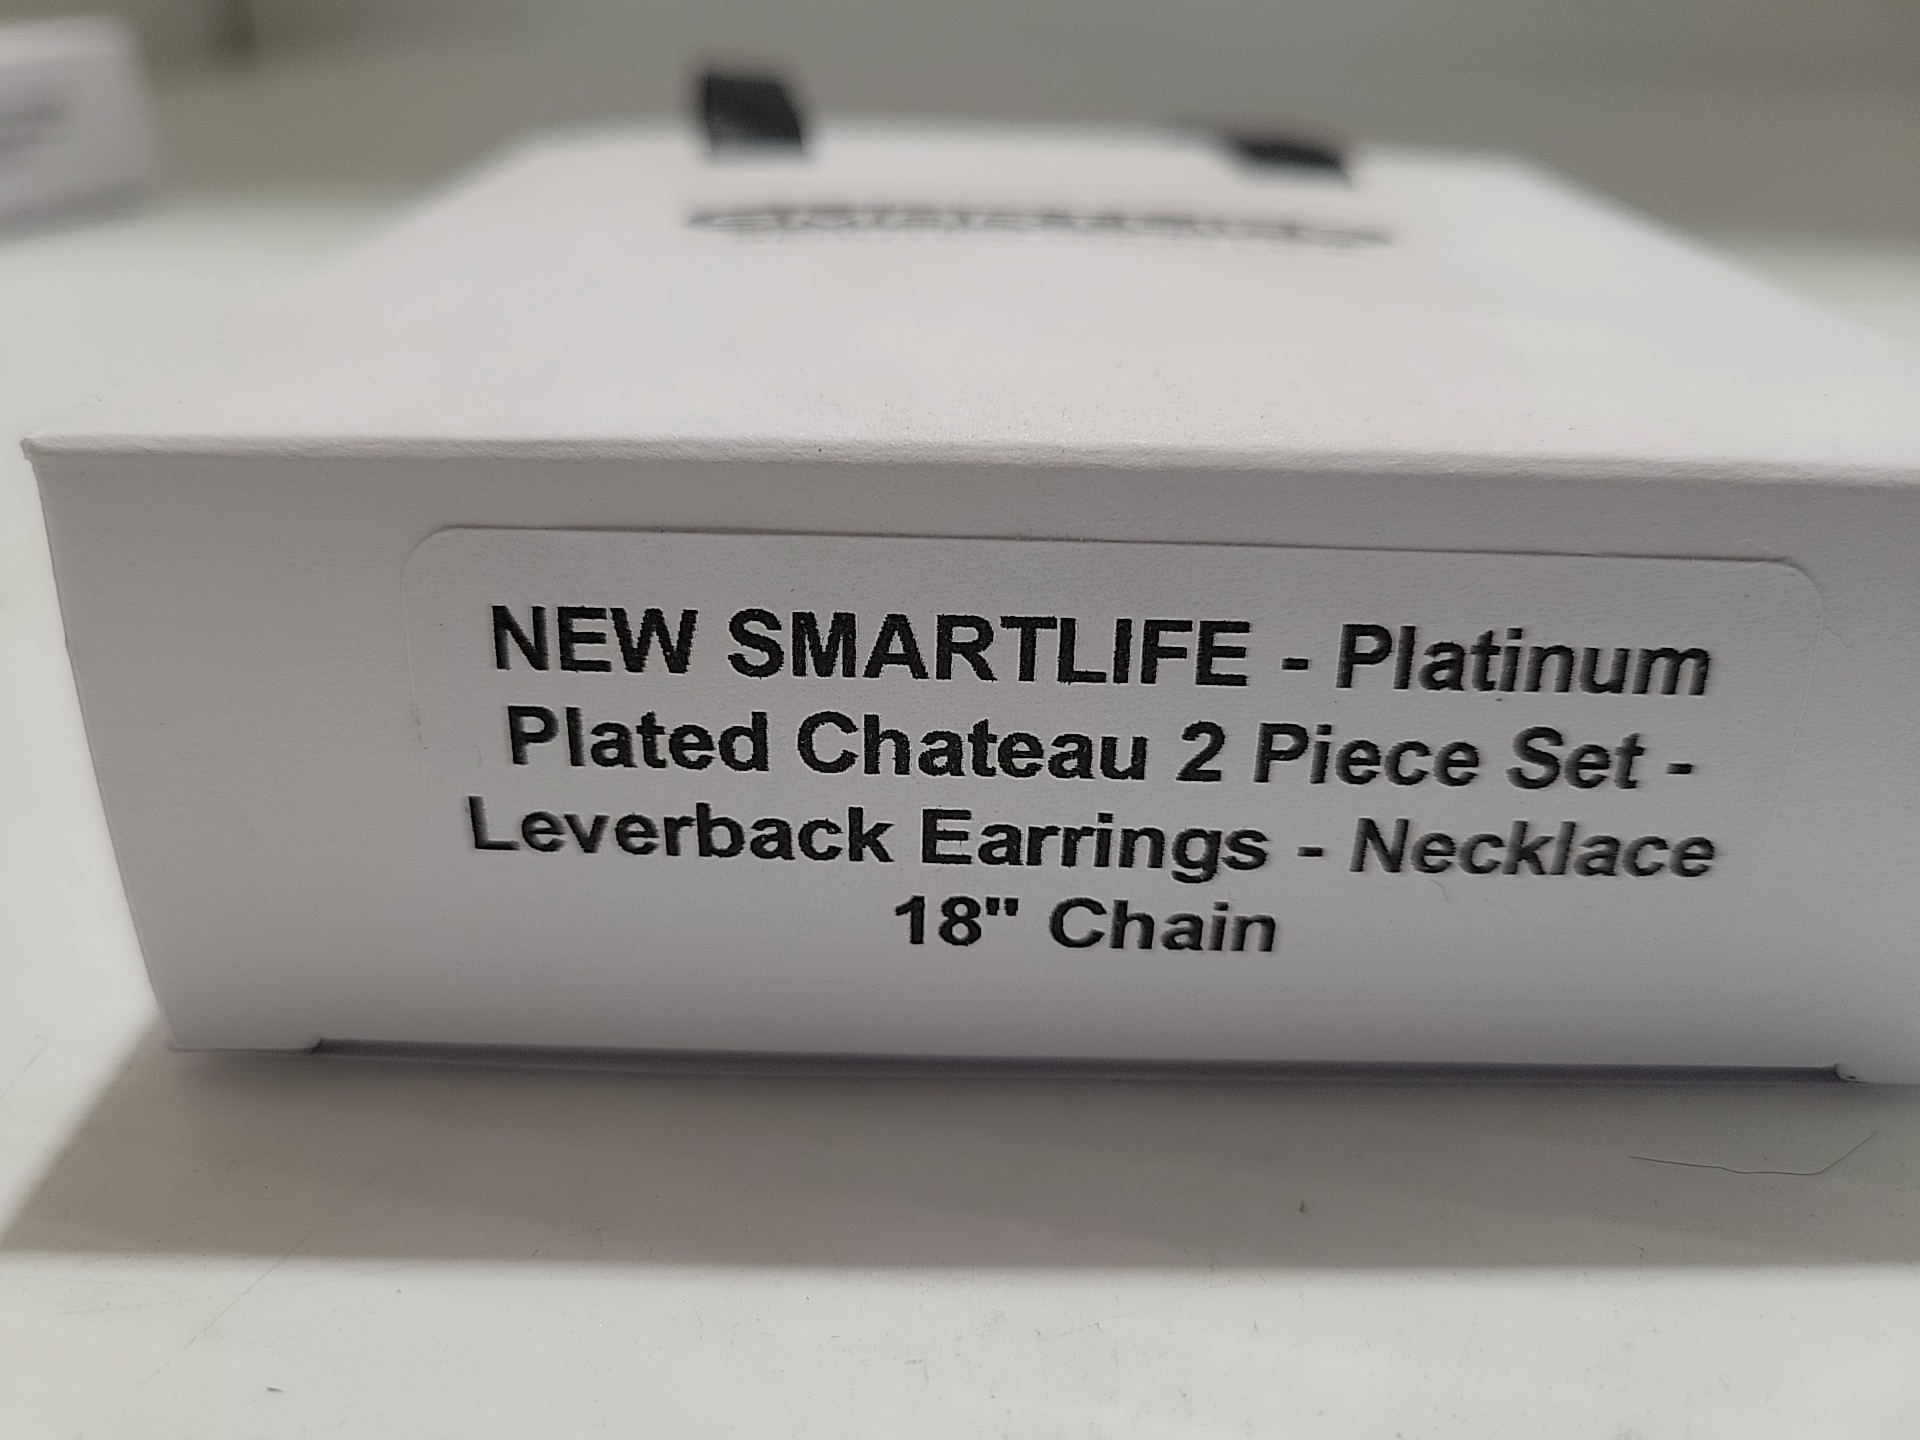 NEW SMARTLIFE - Platinum
Plated Chateau 2 Piece Set -
Leverback Earrings - Necklace
18" Chain